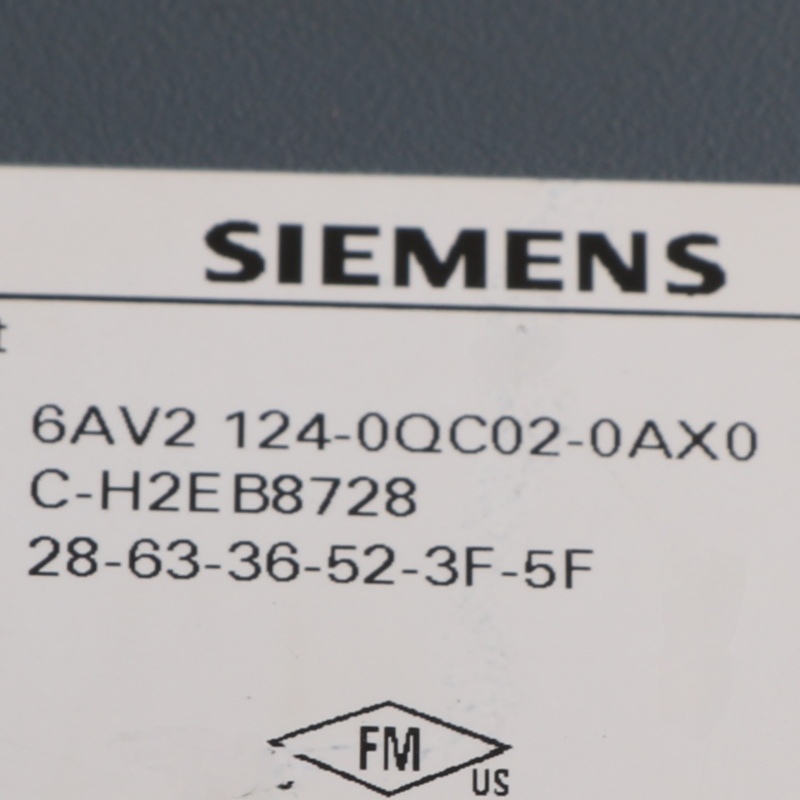 SIEMENS
t
6AV2 124-0QC02-0AX0
C-H2EB8728
28-63-36-52-3F-5F
FM
US